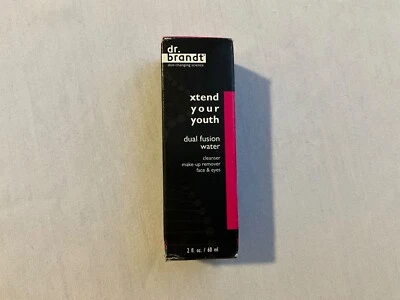 dr.
brandt
skin changing science
xtend
your
youth
dual fusion
water
cleanser
make-up remover
face & eyes
2 fl. oz. / 60 ml